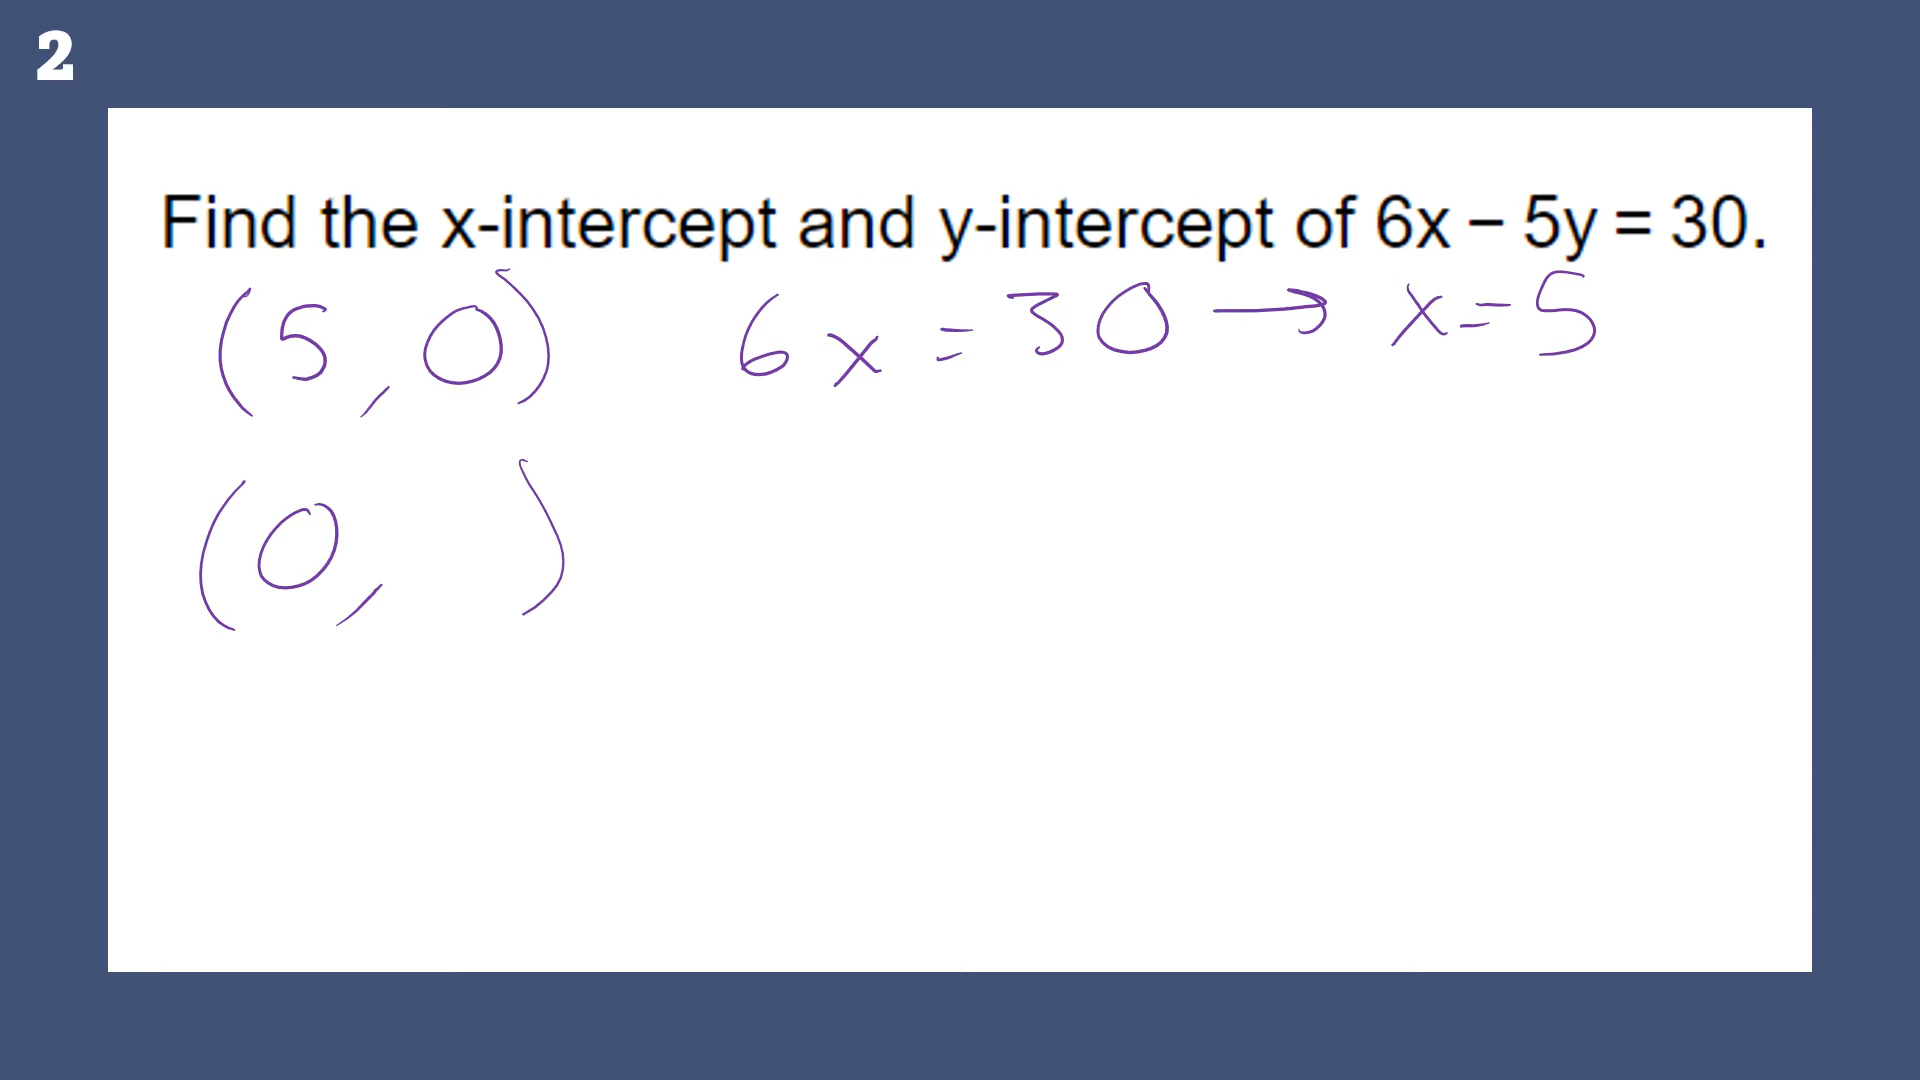 2
Find the x-intercept and y-intercept of 6x − 5y = 30.
(5, 0) 6x = 30 → x = 5
(0, )